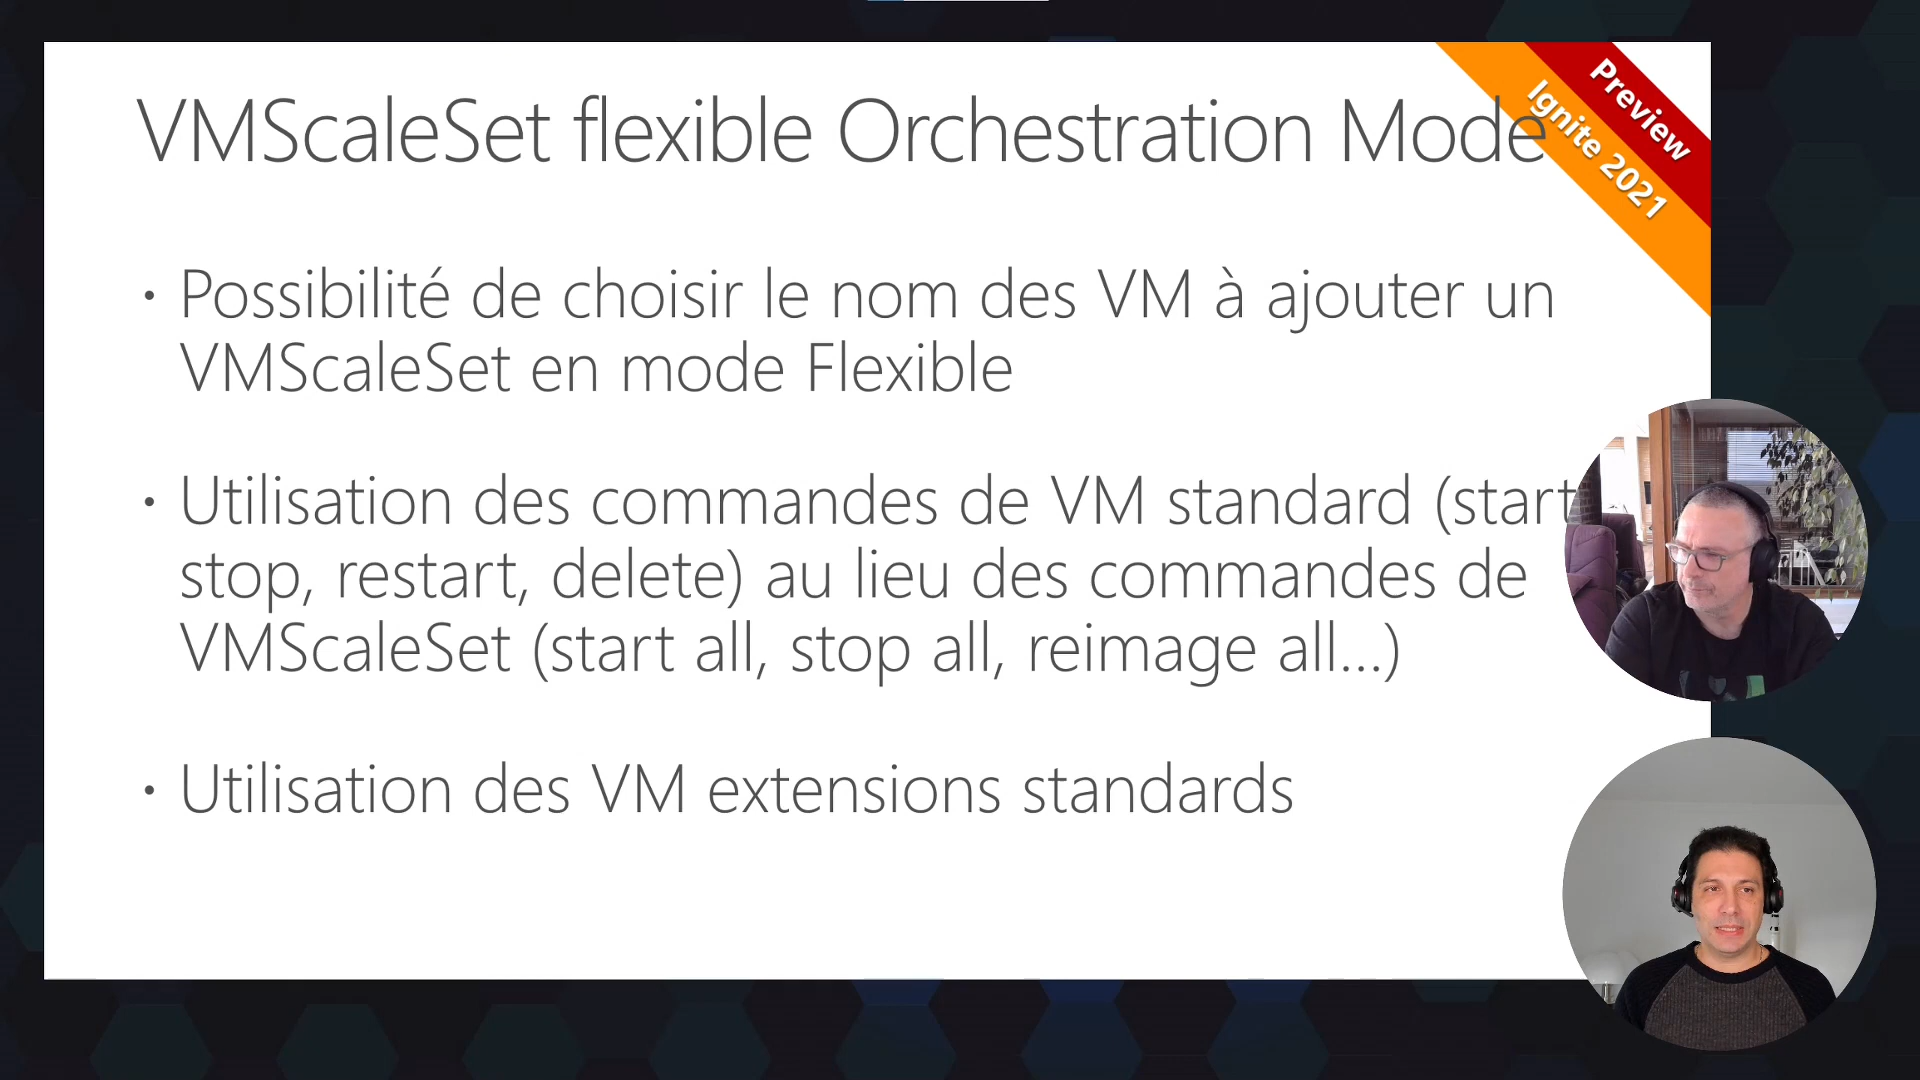 VMScaleSet flexible Orchestration Mode
Preview
Ignite 2021
· Possibilité de choisir le nom des VM à ajouter un
VMScaleSet en mode Flexible
· Utilisation des commandes de VM standard (start
stop, restart, delete) au lieu des commandes de
VMScaleSet (start all, stop all, reimage all...)
· Utilisation des VM extensions standards